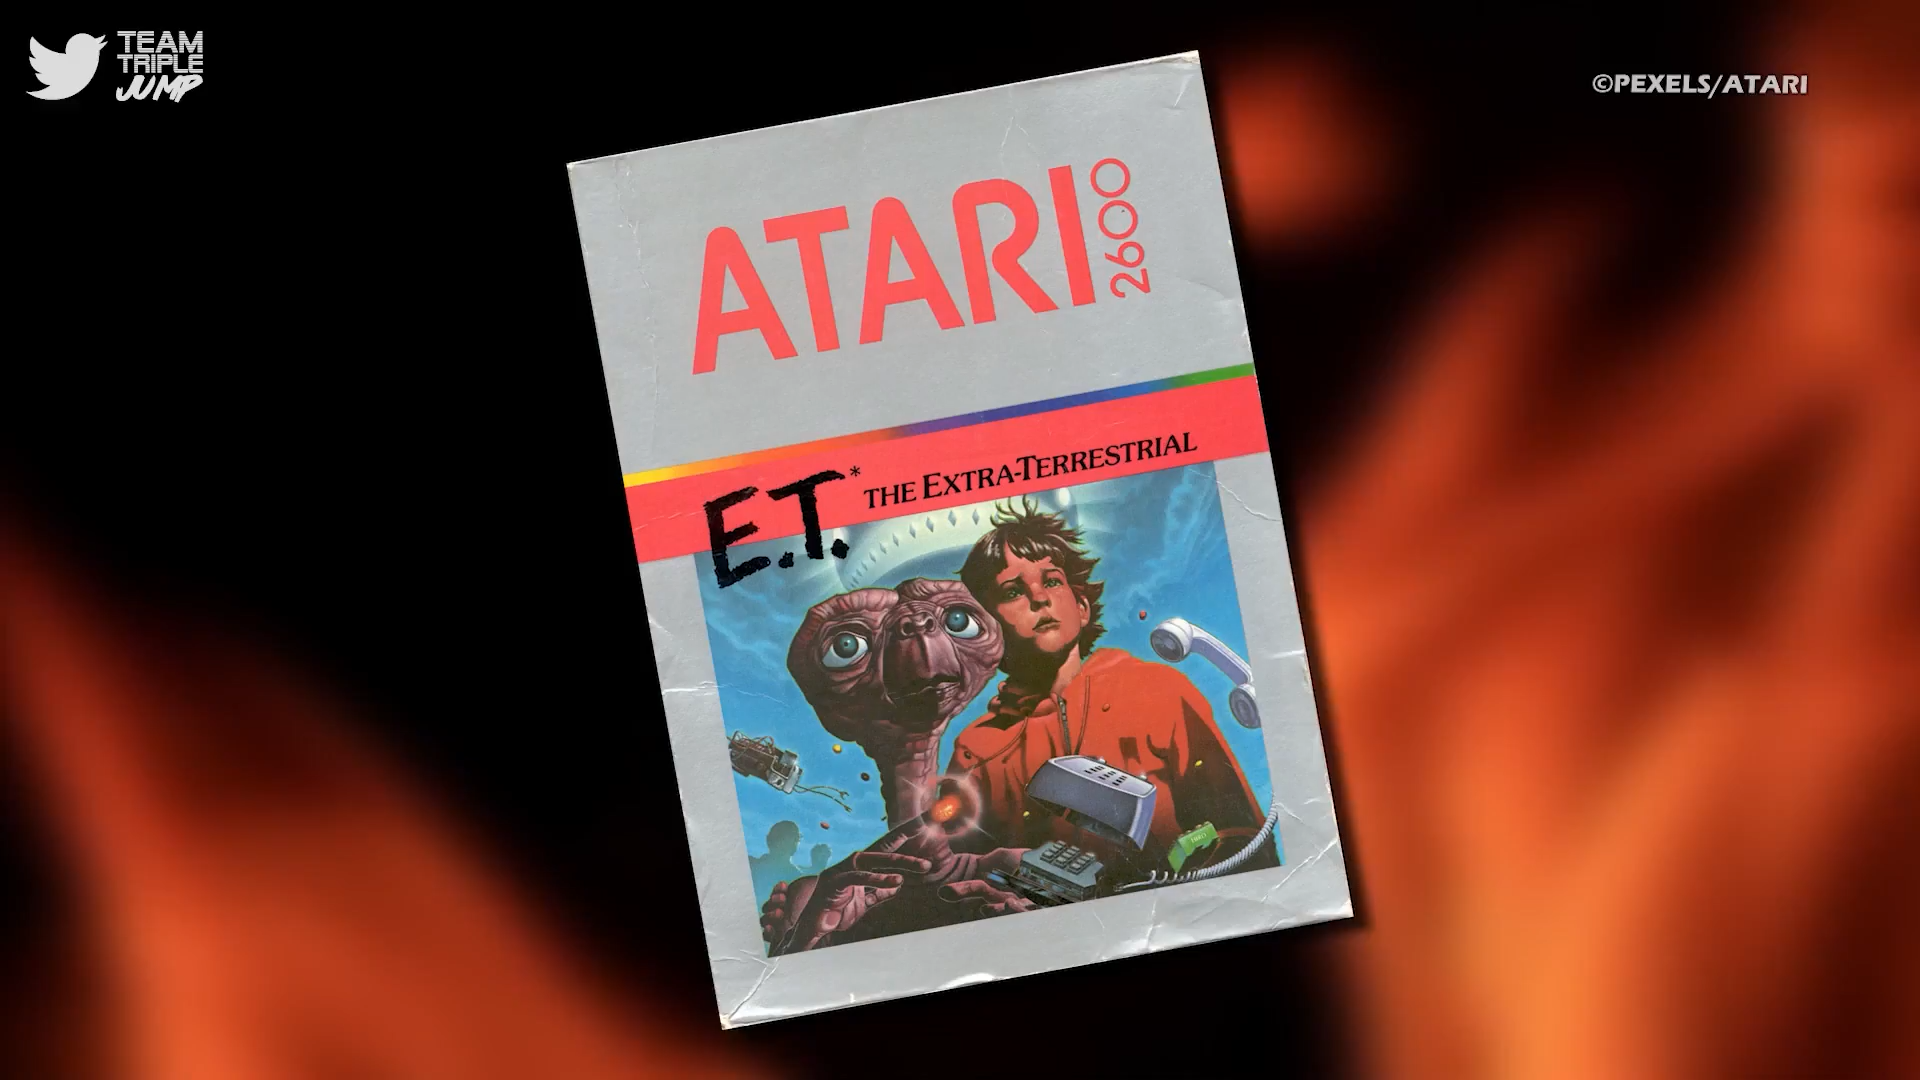 TEAM
TRIPLE
JUMP
©PEXELS/ATARI
ATARI 2600
E.T.* THE EXTRA-TERRESTRIAL